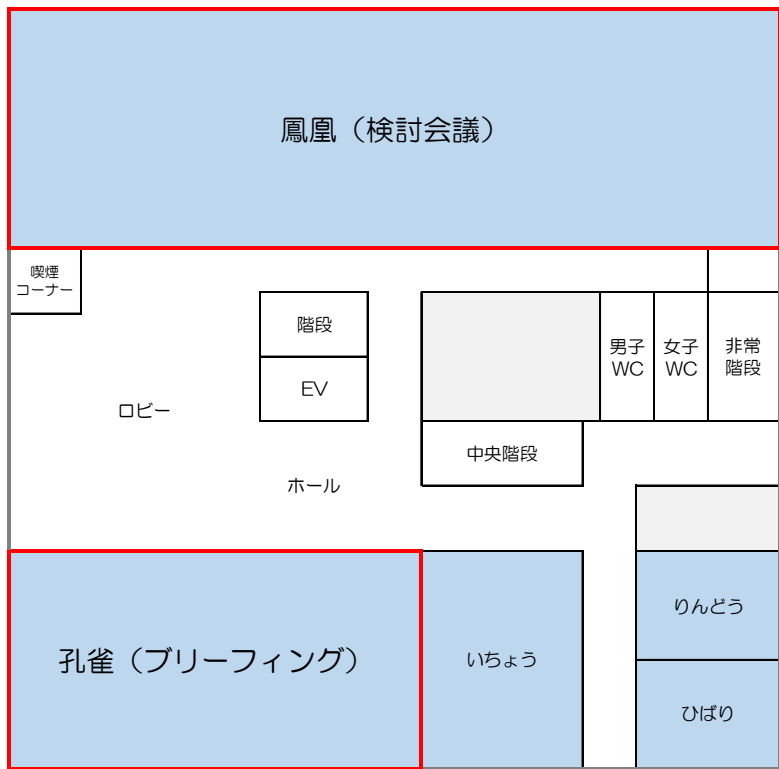 鳳凰（検討会議）
喫煙
コーナー
階段
EV
男子
WC
女子
WC
非常
階段
ロビー
中央階段
ホール
孔雀（ブリーフィング）
いちょう
りんどう
ひばり